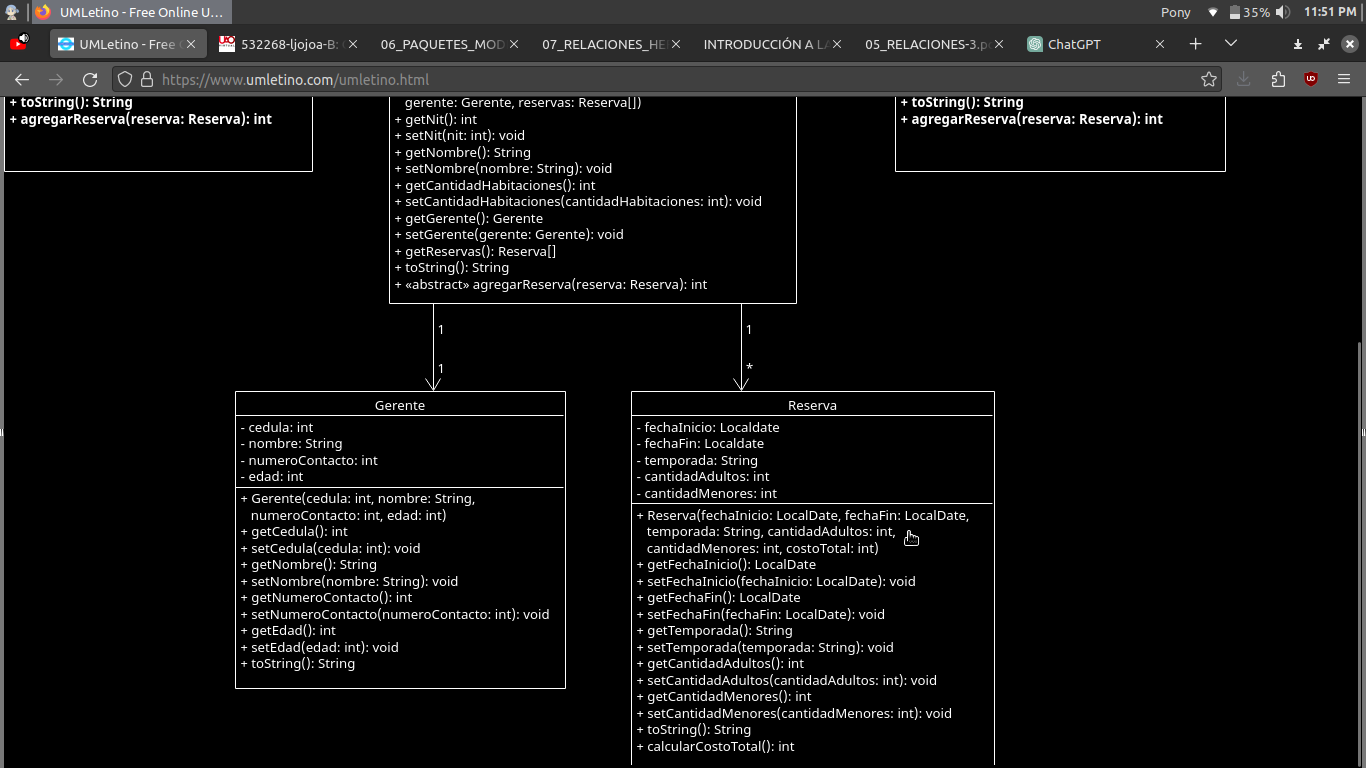 UMLetino - Free Online U...
Pony
35%
11:51 PM
UMLetino - Free
532268-ljojoa-B:
06_PAQUETES_MOD
07_RELACIONES_HE
INTRODUCCIÓN A LA
05_RELACIONES-3.p
ChatGPT
https://www.umletino.com/umletino.html
+ toString(): String
+ agregarReserva(reserva: Reserva): int
gerente: Gerente, reservas: Reserva[])
+ getNit(): int
+ setNit(nit: int): void
+ getNombre(): String
+ setNombre(nombre: String): void
+ getCantidadHabitaciones(): int
+ setCantidadHabitaciones(cantidadHabitaciones: int): void
+ getGerente(): Gerente
+ setGerente(gerente: Gerente): void
+ getReservas(): Reserva[]
+ toString(): String
+ «abstract» agregarReserva(reserva: Reserva): int
+ toString(): String
+ agregarReserva(reserva: Reserva): int
1
1
1
*
Gerente
- cedula: int
- nombre: String
- numeroContacto: int
- edad: int
+ Gerente(cedula: int, nombre: String,
numeroContacto: int, edad: int)
+ getCedula(): int
+ setCedula(cedula: int): void
+ getNombre(): String
+ setNombre(nombre: String): void
+ getNumeroContacto(): int
+ setNumeroContacto(numeroContacto: int): void
+ getEdad(): int
+ setEdad(edad: int): void
+ toString(): String
Reserva
- fechaInicio: Localdate
- fechaFin: Localdate
- temporada: String
- cantidadAdultos: int
- cantidadMenores: int
+ Reserva(fechaInicio: LocalDate, fechaFin: LocalDate,
temporada: String, cantidadAdultos: int,
cantidadMenores: int, costoTotal: int)
+ getFechaInicio(): LocalDate
+ setFechaInicio(fechaInicio: LocalDate): void
+ getFechaFin(): LocalDate
+ setFechaFin(fechaFin: LocalDate): void
+ getTemporada(): String
+ setTemporada(temporada: String): void
+ getCantidadAdultos(): int
+ setCantidadAdultos(cantidadAdultos: int): void
+ getCantidadMenores(): int
+ setCantidadMenores(cantidadMenores: int): void
+ toString(): String
+ calcularCostoTotal(): int